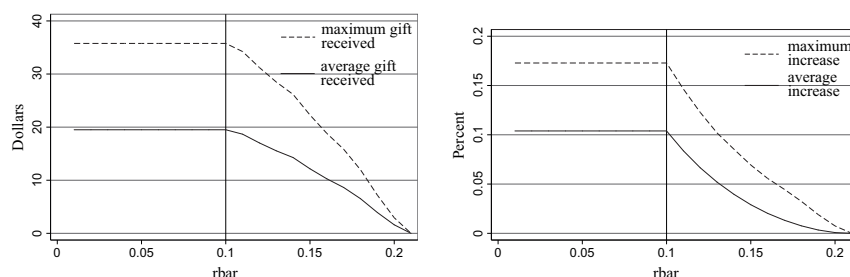 40
30
20
10
0
Dollars
maximum gift
received
average gift
received
0
0.05
0.1
0.15
0.2
rbar
0.2
0.15
0.1
0.05
0
Percent
maximum
increase
average
increase
0
0.05
0.1
0.15
0.2
rbar